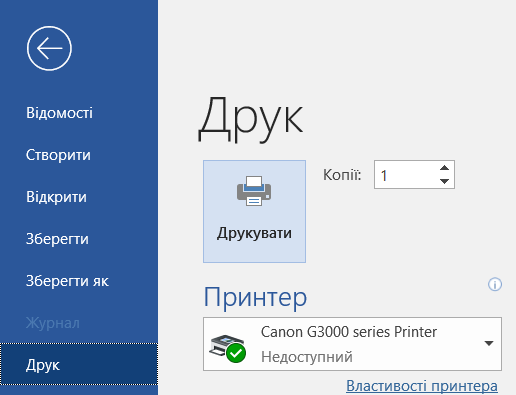 Відомості
Створити
Відкрити
Зберегти
Зберегти як
Журнал
Друк
Друк
Друкувати
Копії: 1
Принтер
Canon G3000 series Printer
Недоступний
Властивості принтера